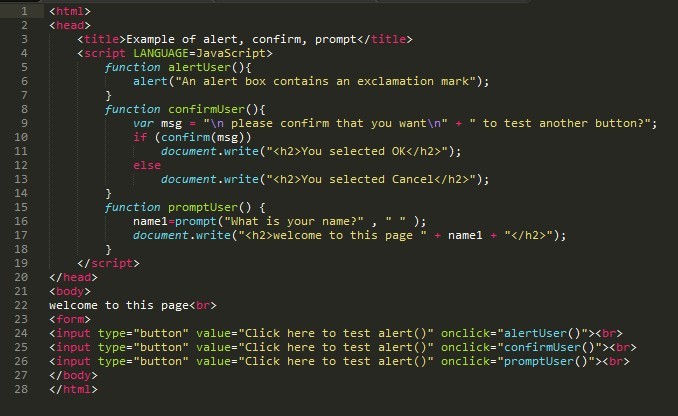 1 <html>
2 <head>
3     <title>Example of alert, confirm, prompt</title>
4     <script LANGUAGE=JavaScript>
5         function alertUser(){
6             alert("An alert box contains an exclamation mark");
7         }
8         function confirmUser(){
9             var msg = "\n please confirm that you want\n" + " to test another button?";
10             if (confirm(msg))
11                 document.write("<h2>You selected OK</h2>");
12             else
13                 document.write("<h2>You selected Cancel</h2>");
14         }
15         function promptUser() {
16             name1=prompt("What is your name?" , " " );
17             document.write("<h2>welcome to this page " + name1 + "</h2>");
18         }
19     </script>
20 </head>
21 <body>
22 welcome to this page<br>
23 <form>
24 <input type="button" value="Click here to test alert()" onclick="alertUser()"><br>
25 <input type="button" value="Click here to test alert()" onclick="confirmUser()"><br>
26 <input type="button" value="Click here to test alert()" onclick="promptUser()"><br>
27 </body>
28 </html>